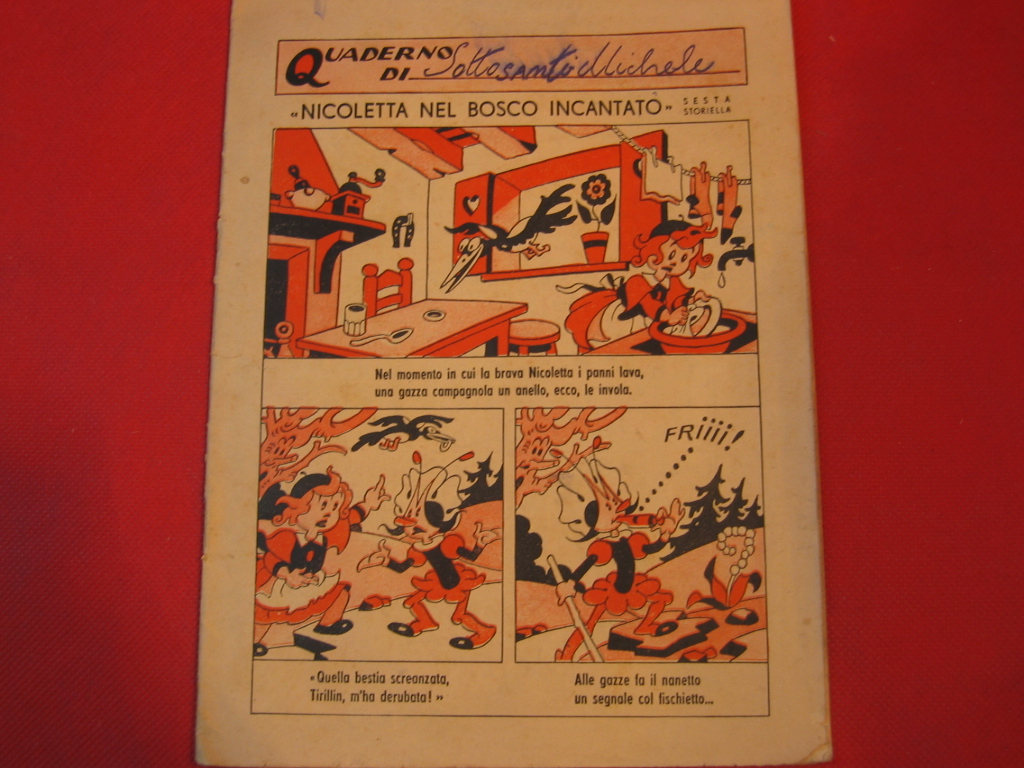 QUADERNO
DI Sottosanti Michele
«NICOLETTA NEL BOSCO INCANTATO» SESTA
STORIELLA
Nel momento in cui la brava Nicoletta i panni lava,
una gazza campagnola un anello, ecco, le invola.
FRiiii!
«Quella bestia screanzata,
Tirillin, m'ha derubata!»
Alle gazze fa il nanetto
un segnale col fischietto...